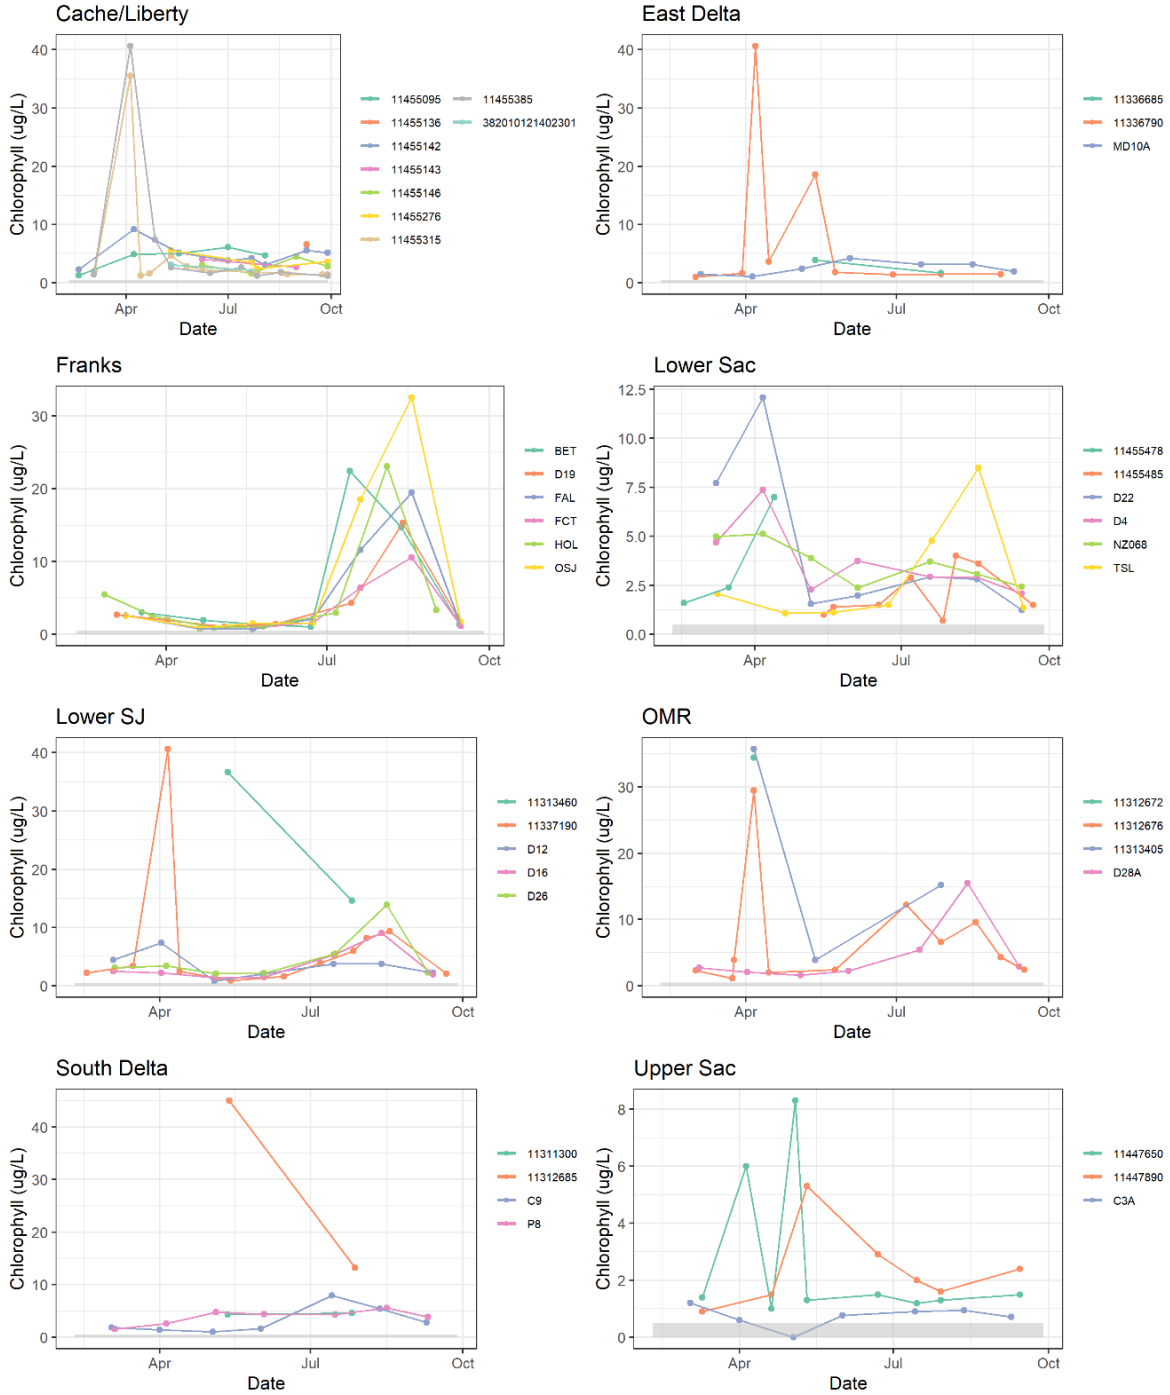 Cache/Liberty
Chlorophyll (ug/L)
40
30
20
10
0
Apr
Jul
Oct
Date
11455095
11455136
11455142
11455143
11455146
11455276
11455315
11455385
382010121402301
East Delta
Chlorophyll (ug/L)
40
30
20
10
0
Apr
Jul
Oct
Date
11336685
11336790
MD10A
Franks
Chlorophyll (ug/L)
30
20
10
0
Apr
Jul
Oct
Date
BET
D19
FAL
FCT
HOL
OSJ
Lower Sac
Chlorophyll (ug/L)
12.5
10.0
7.5
5.0
2.5
0.0
Apr
Jul
Oct
Date
11455478
11455485
D22
D4
NZ068
TSL
Lower SJ
Chlorophyll (ug/L)
40
30
20
10
0
Apr
Jul
Oct
Date
11313460
11337190
D12
D16
D26
OMR
Chlorophyll (ug/L)
30
20
10
0
Apr
Jul
Oct
Date
11312672
11312676
11313405
D28A
South Delta
Chlorophyll (ug/L)
40
30
20
10
0
Apr
Jul
Oct
Date
11311300
11312685
C9
P8
Upper Sac
Chlorophyll (ug/L)
8
6
4
2
0
Apr
Jul
Oct
Date
11447650
11447890
C3A